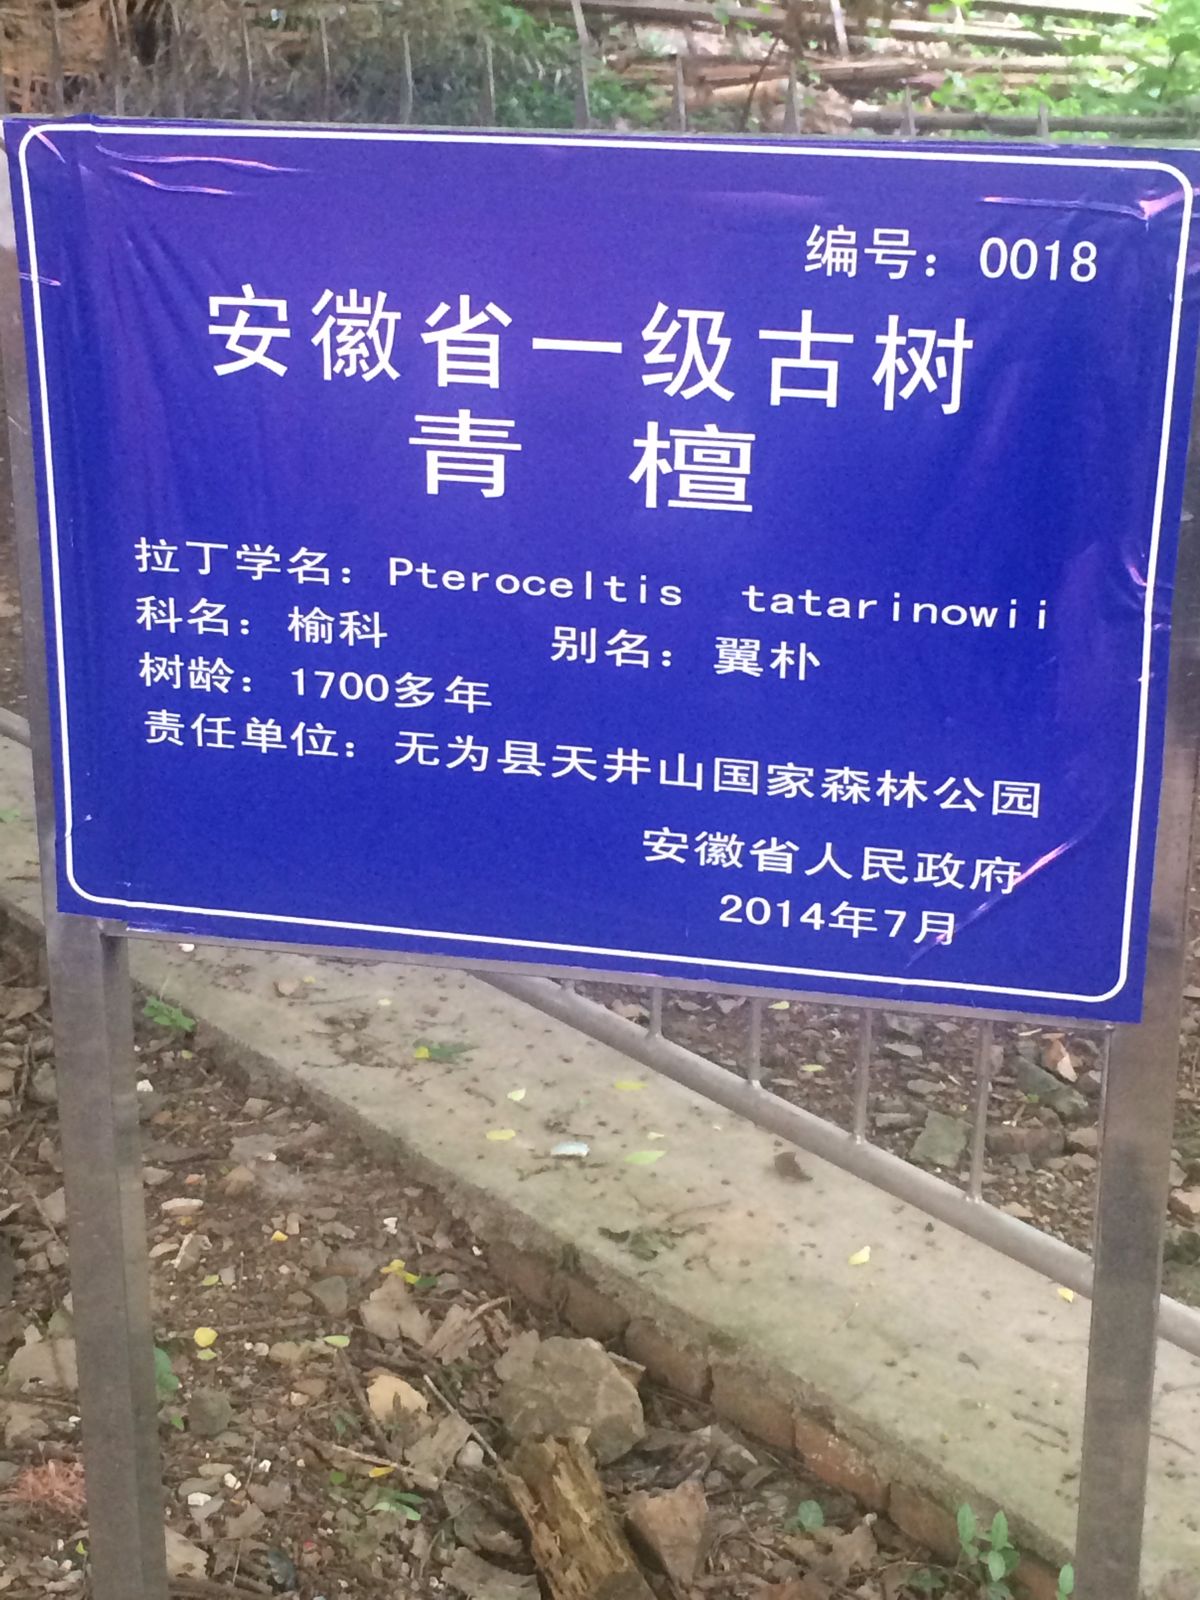 编号：0018
安徽省一级古树
青 檀
拉丁学名：Pteroceltis tatarinowii
科名：榆科 别名：翼朴
树龄：1700多年
责任单位：无为县天井山国家森林公园
安徽省人民政府
2014年7月